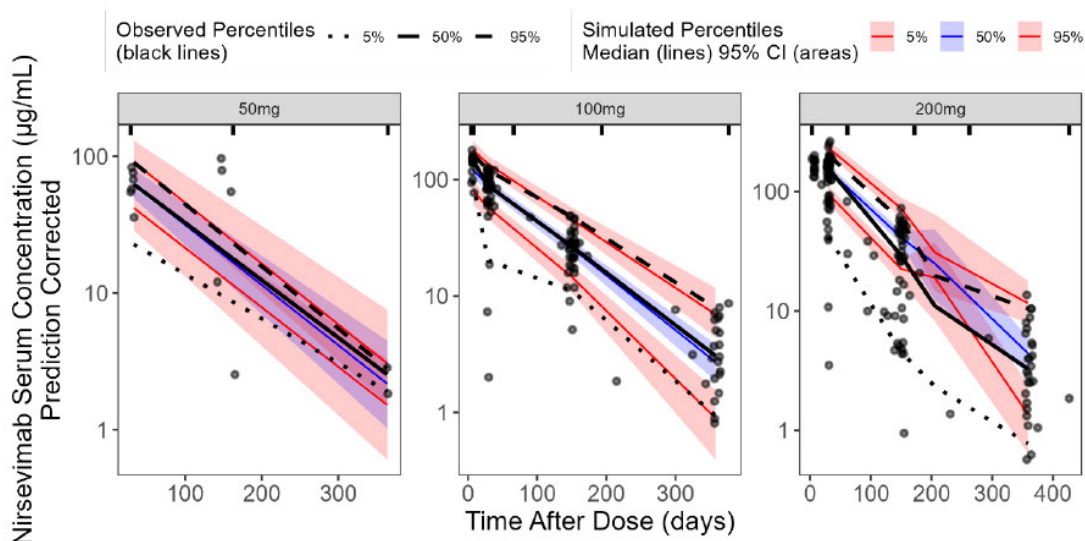 Observed Percentiles
(black lines)
5%
50%
95%
Simulated Percentiles
Median (lines) 95% CI (areas)
5%
50%
95%
Nirsevimab Serum Concentration (µg/mL)
Prediction Corrected
50mg
100
10
1
100
200
300
100mg
100
10
1
0
100
200
300
200mg
100
10
1
0
100
200
300
400
Time After Dose (days)